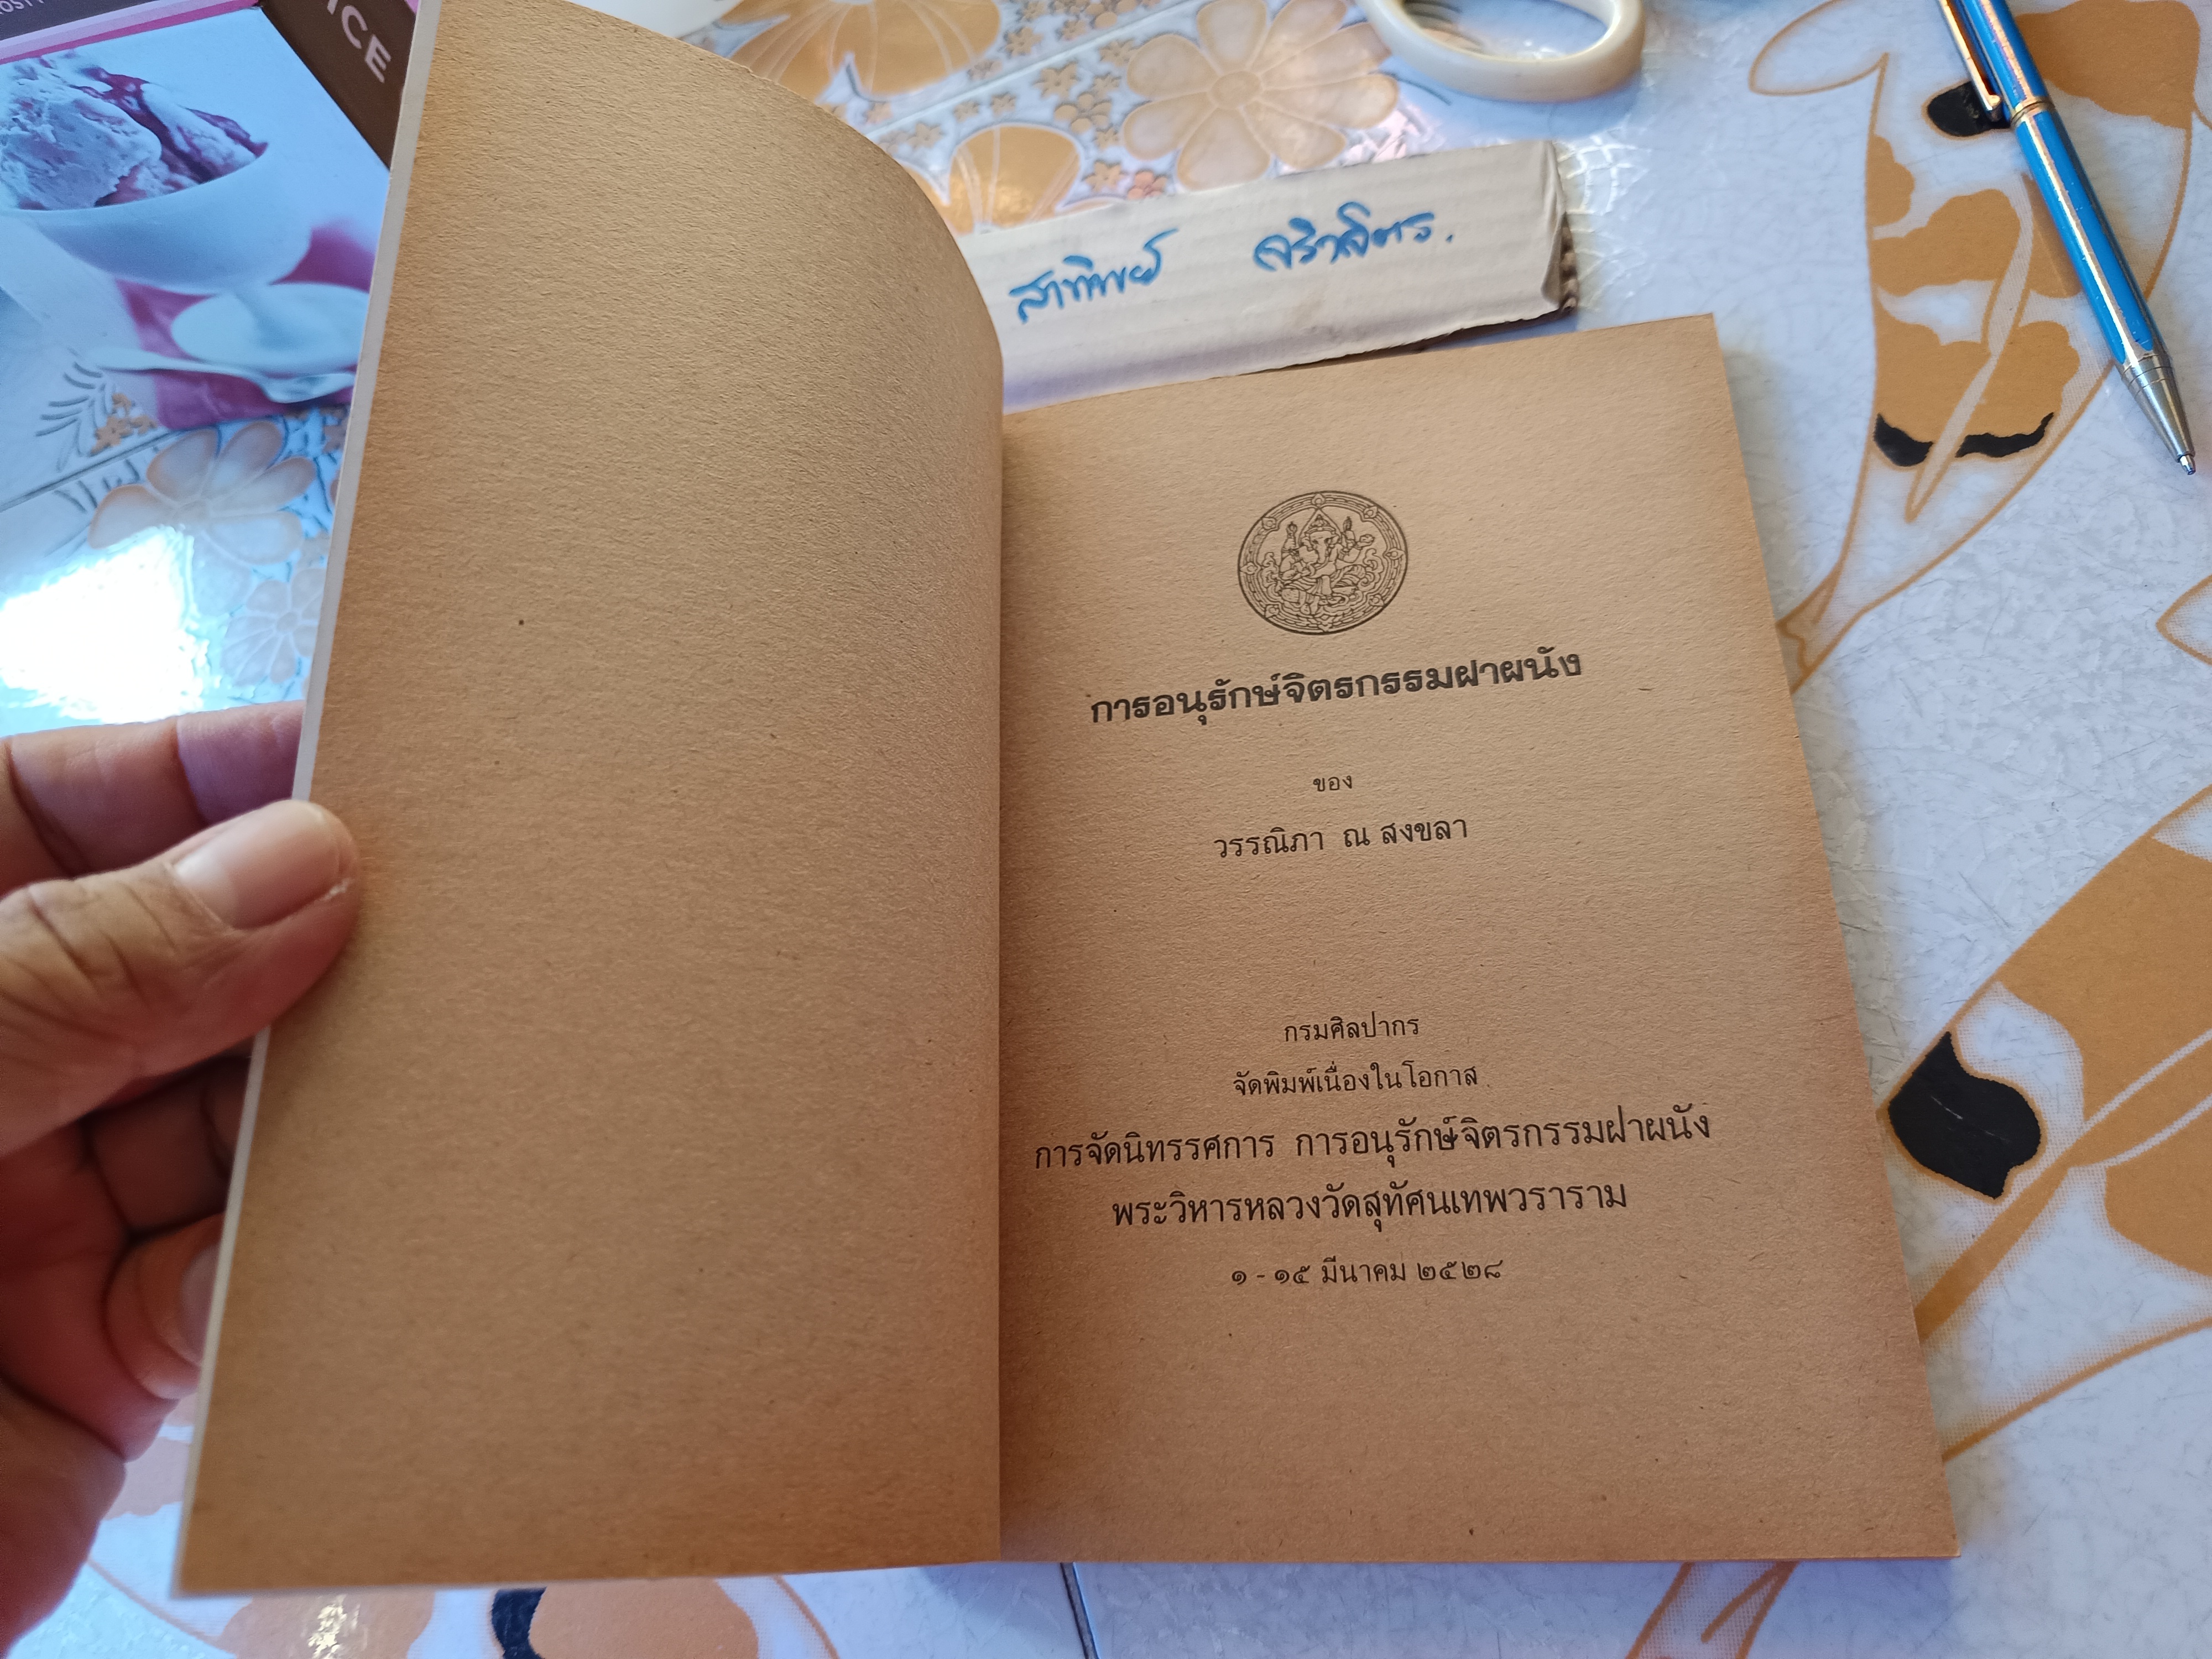 ICE
สาทิพย์
การอนุรักษ์จิตรกรรมฝาผนัง
ของ
วรรณิภา ณ สงขลา
กรมศิลปากร
จัดพิมพ์เนื่องในโอกาส
การจัดนิทรรศการ การอนุรักษ์จิตรกรรมฝาผนัง
พระวิหารหลวงวัดสุทัศนเทพวราราม
๑ - ๑๕ มีนาคม ๒๕๒๘